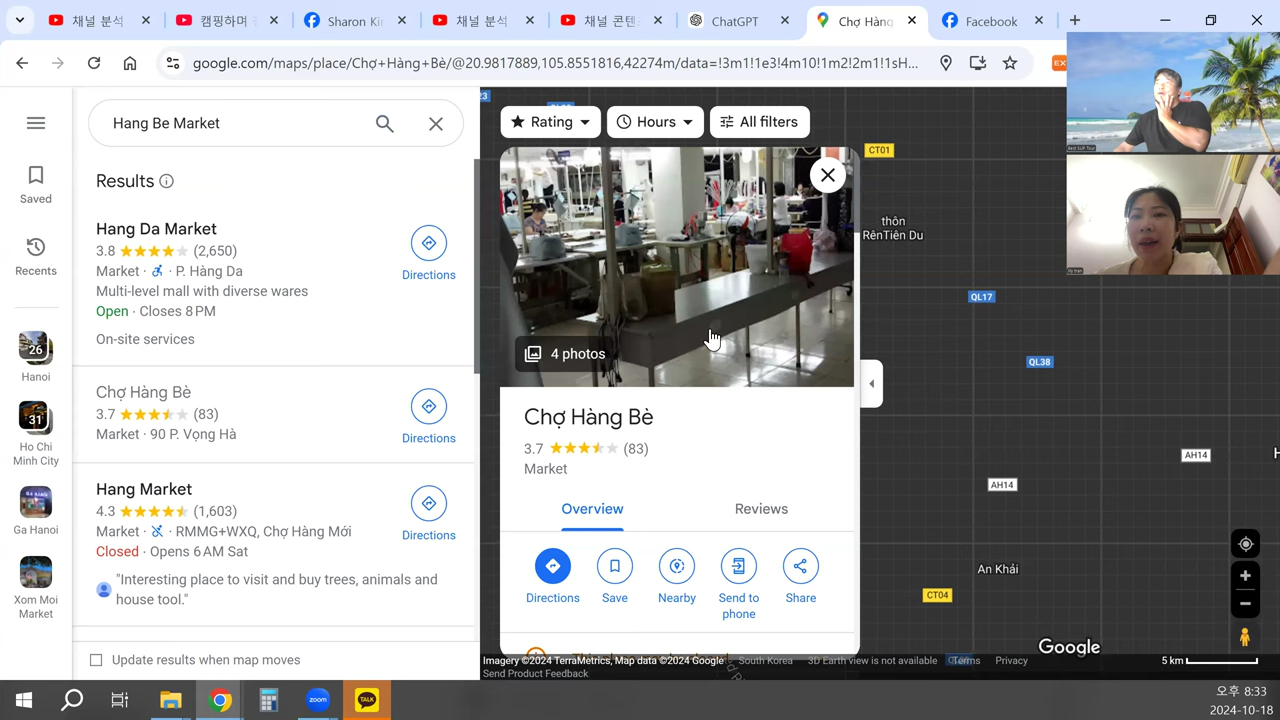 채널 분석
캠핑하며
Sharon Kir
채널 분석
채널 콘텐
ChatGPT
Chợ Hàng
Facebook
google.com/maps/place/Chợ+Hàng+Bè/@20.9817889,105.8551816,42274m/data=!3m1!1e3!4m10!1m2!2m1!1sH...
Hang Be Market
Saved
Recents
26
Hanoi
31
Ho Chi
Minh City
Ga Hanoi
Xom Moi
Market
Results
Hang Da Market
3.8 (2,650)
Market · P. Hàng Da
Multi-level mall with diverse wares
Open · Closes 8 PM
On-site services
Directions
Chợ Hàng Bè
3.7 (83)
Market · 90 P. Vọng Hà
Directions
Hang Market
4.3 (1,603)
Market · RMMG+WXQ, Chợ Hàng Mới
Closed · Opens 6 AM Sat
Directions
"Interesting place to visit and buy trees, animals and
house tool."
Update results when map moves
Rating
Hours
All filters
4 photos
Chợ Hàng Bè
3.7 (83)
Market
Overview
Reviews
Directions
Save
Nearby
Send to
phone
Share
CT01
thôn
RênTiên Du
QL17
QL38
AH14
AH14
An Khải
CT04
Google
Imagery ©2024 TerraMetrics, Map data ©2024 Google
South Korea
3D Earth view is not available
Terms
Privacy
5 km
Send Product Feedback
zoom
TALK
오후 8:33
2024-10-18